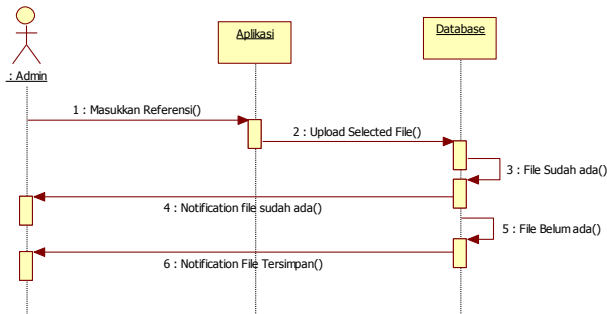 Aplikasi
Database
: Admin
1 : Masukkan Referensi()
2 : Upload Selected File()
3 : File Sudah ada()
4 : Notification file sudah ada()
5 : File Belum ada()
6 : Notification File Tersimpan()